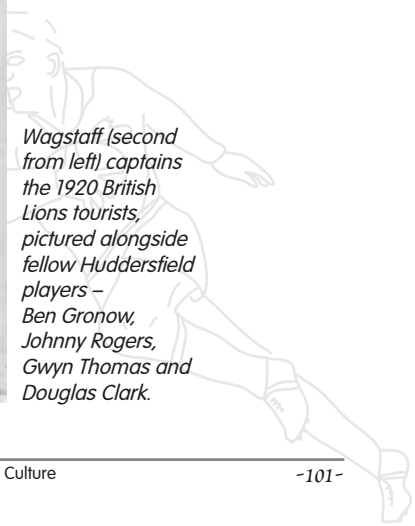 Wagstaff (second
from left) captains
the 1920 British
Lions tourists,
pictured alongside
fellow Huddersfield
players –
Ben Gronow,
Johnny Rogers,
Gwyn Thomas and
Douglas Clark.
Culture -101-